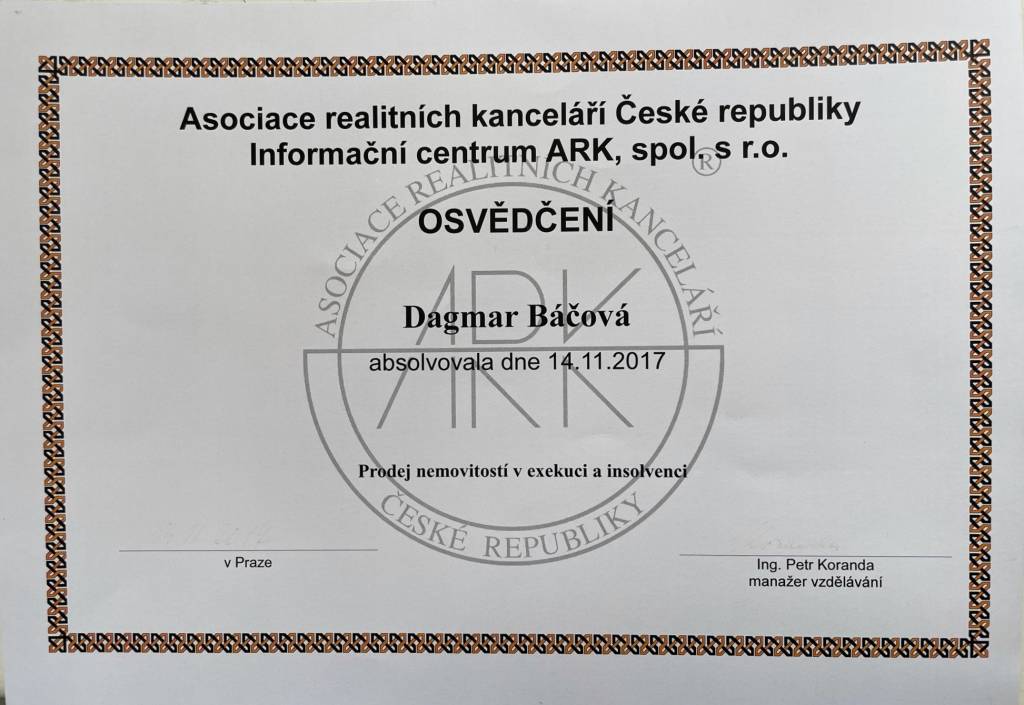 Asociace realitních kanceláří České republiky
Informační centrum ARK, spol. s r.o.
®
ASOCIACE REALITNÍCH KANCELÁŘÍ
OSVĚDČENÍ
ARK
Dagmar Báčová
absolvovala dne 14.11.2017
ARK
Prodej nemovitostí v exekuci a insolvenci
ČESKÉ REPUBLIKY
v Praze
Ing. Petr Koranda
manažer vzdělávání